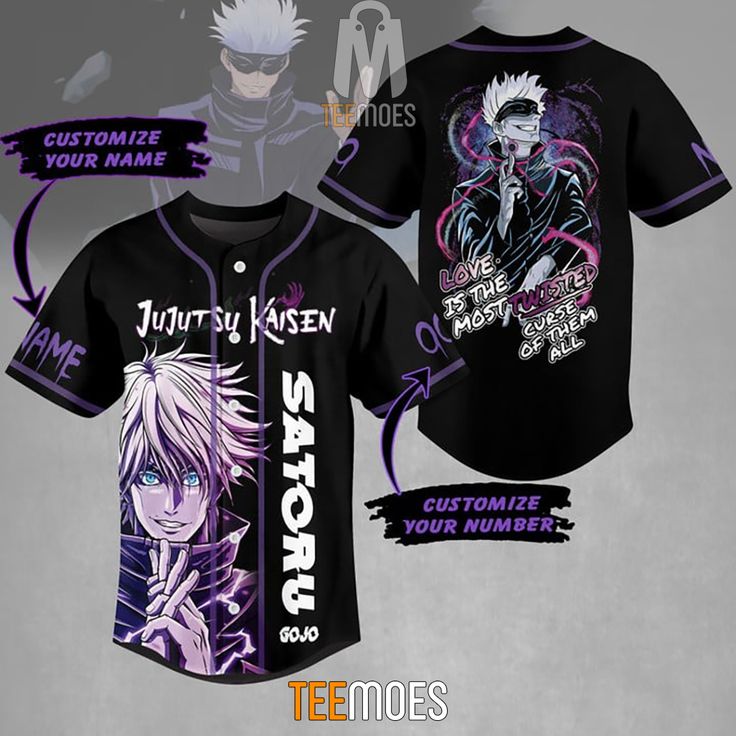 M
TEEMOES
CUSTOMIZE
YOUR NAME
NAME
JUJUTSU KAISEN
SATORU
GOJO
LOVE
IS THE
MOST TWISTED
CURSE
OF THEM
ALL
CUSTOMIZE
YOUR NUMBER
TEEMOES